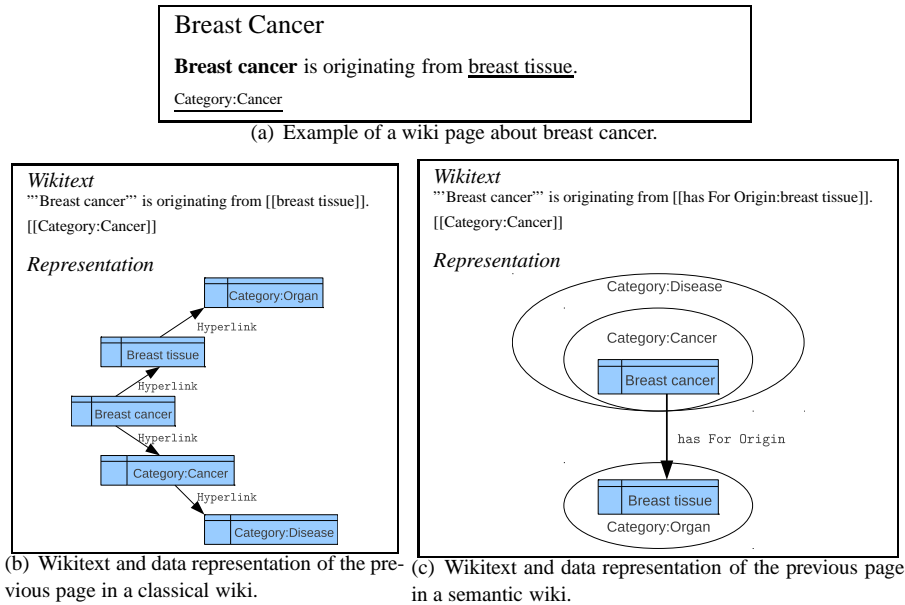 Breast Cancer
Breast cancer is originating from breast tissue.
Category:Cancer
(a) Example of a wiki page about breast cancer.
Wikitext
”’Breast cancer”’ is originating from [[breast tissue]].
[[Category:Cancer]]
Representation
Category:Organ
Hyperlink
Breast tissue
Hyperlink
Breast cancer
Hyperlink
Category:Cancer
Hyperlink
Category:Disease
(b) Wikitext and data representation of the pre-
vious page in a classical wiki.
Wikitext
”’Breast cancer”’ is originating from [[has For Origin:breast tissue]].
[[Category:Cancer]]
Representation
Category:Disease
Category:Cancer
Breast cancer
has For Origin
Breast tissue
Category:Organ
(c) Wikitext and data representation of the previous page
in a semantic wiki.